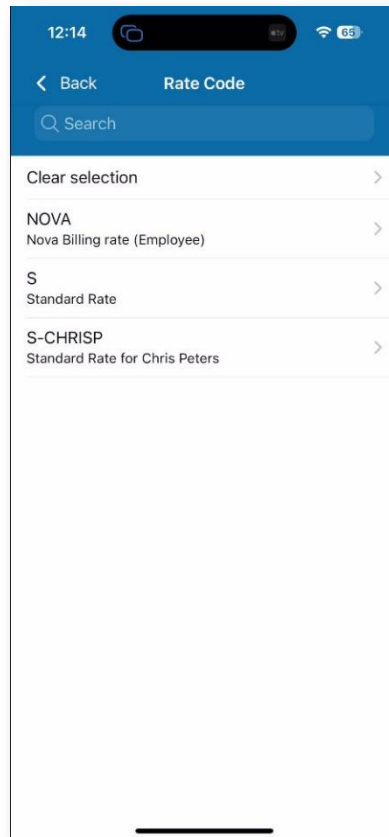 12:14
tv
65
Back
Rate Code
Search
Clear selection
NOVA
Nova Billing rate (Employee)
S
Standard Rate
S-CHRISP
Standard Rate for Chris Peters